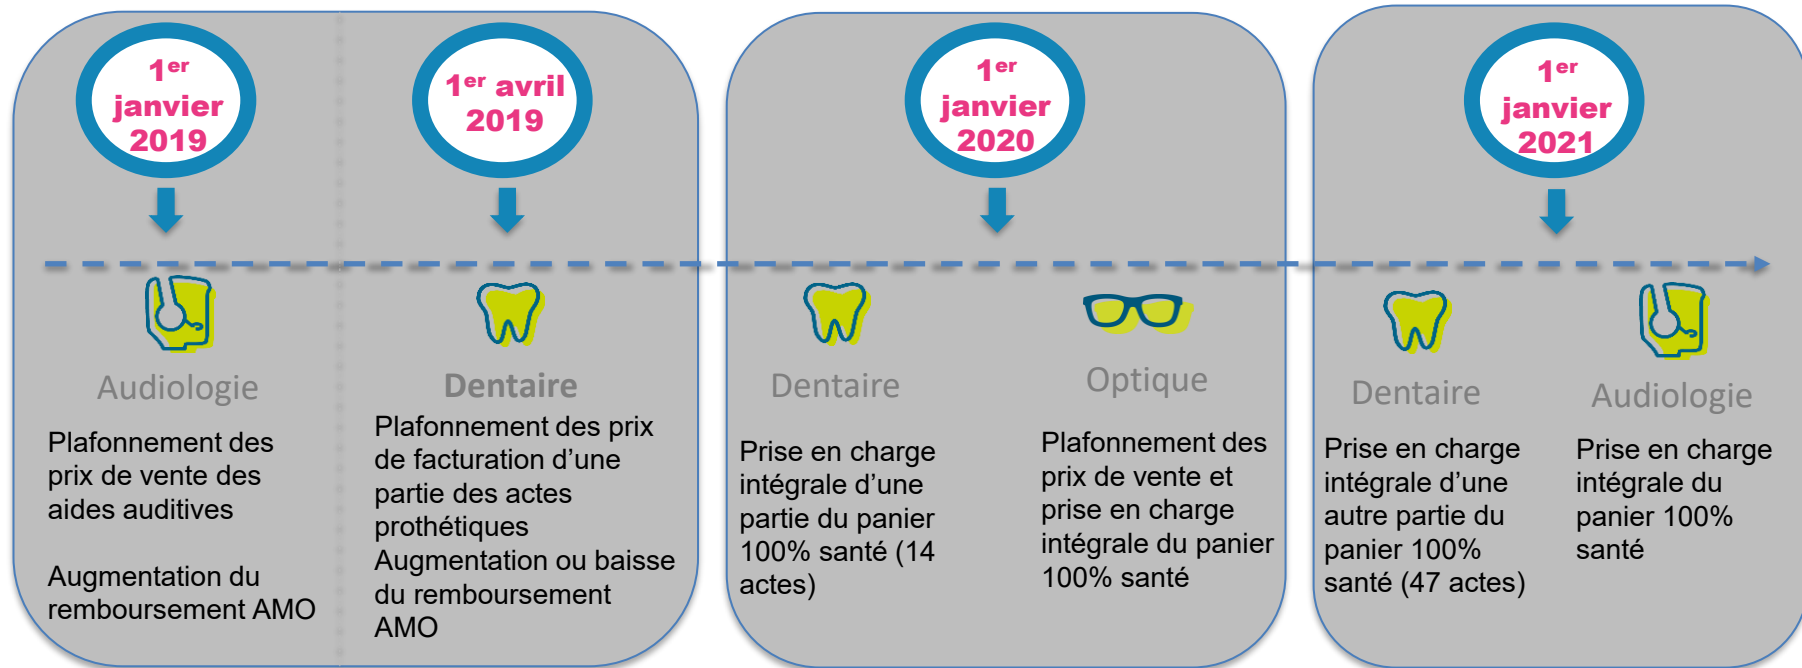 1er
janvier
2019
Audiologie
Plafonnement des
prix de vente des
aides auditives
Augmentation du
remboursement AMO
1er avril
2019
Dentaire
Plafonnement des prix
de facturation d’une
partie des actes
prothétiques
Augmentation ou baisse
du remboursement
AMO
1er
janvier
2020
Dentaire
Prise en charge
intégrale d’une
partie du panier
100% santé (14
actes)
Optique
Plafonnement des
prix de vente et
prise en charge
intégrale du panier
100% santé
1er
janvier
2021
Dentaire
Prise en charge
intégrale d’une
autre partie du
panier 100%
santé (47 actes)
Audiologie
Prise en charge
intégrale du
panier 100%
santé